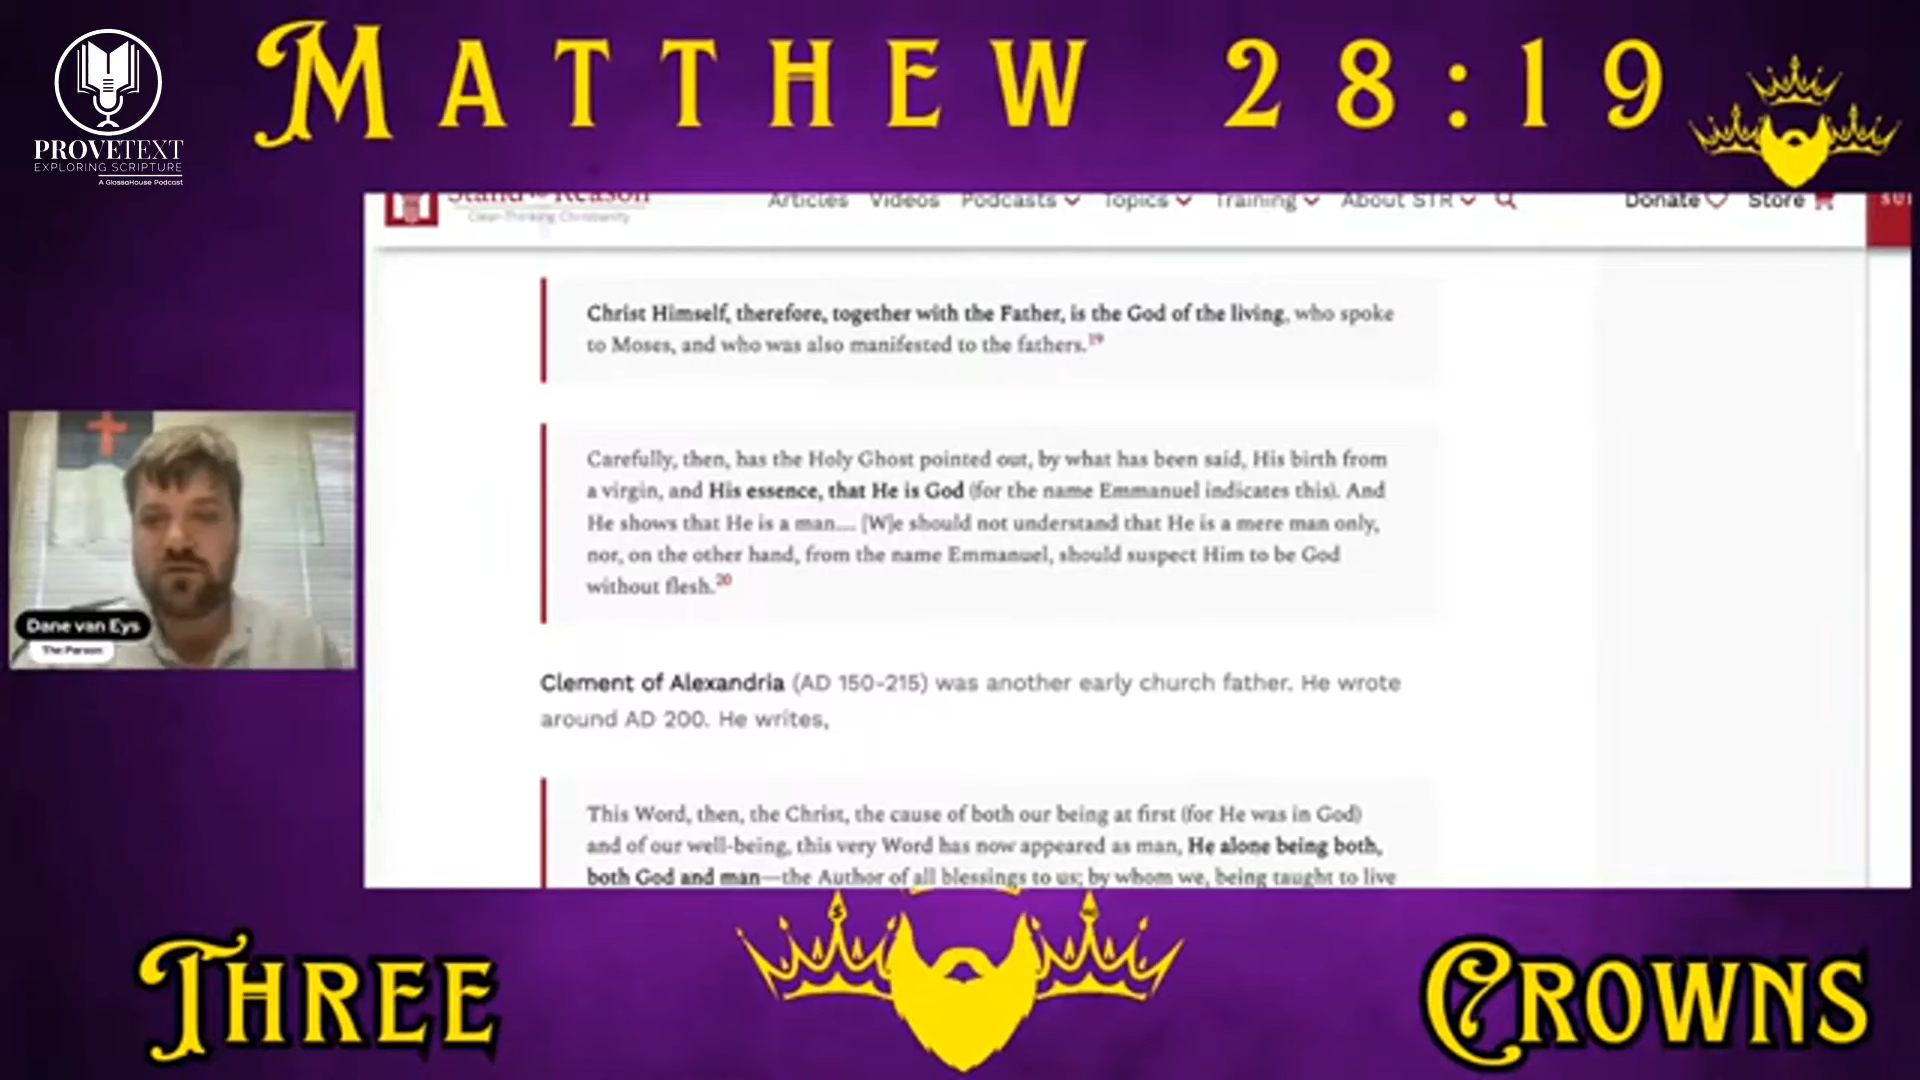 MATTHEW 28:19
PROVETEXT
EXPLORING SCRIPTURE
A GlossaHouse Podcast
Stand to Reason
Clear-Thinking Christianity
Articles Videos Podcasts Topics Training About STR Donate Store
Christ Himself, therefore, together with the Father, is the God of the living, who spoke
to Moses, and who was also manifested to the fathers.19
Carefully, then, has the Holy Ghost pointed out, by what has been said, His birth from
a virgin, and His essence, that He is God (for the name Emmanuel indicates this). And
He shows that He is a man.... [W]e should not understand that He is a mere man only,
nor, on the other hand, from the name Emmanuel, should suspect Him to be God
without flesh.20
Dane van Eys
The Parson
Clement of Alexandria (AD 150-215) was another early church father. He wrote
around AD 200. He writes,
This Word, then, the Christ, the cause of both our being at first (for He was in God)
and of our well-being, this very Word has now appeared as man, He alone being both,
both God and man—the Author of all blessings to us; by whom we, being taught to live
THREE CROWNS